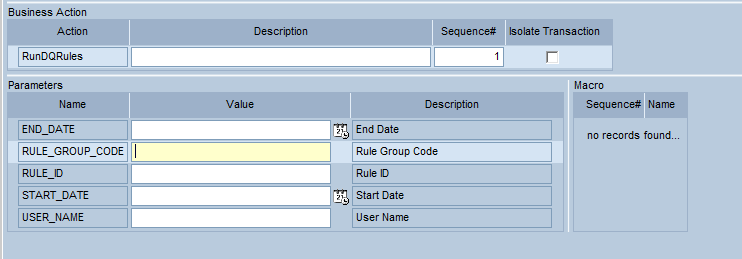 Business Action
Action Description Sequence# Isolate Transaction
RunDQRules 1
Parameters Macro
Name Value Description Sequence# Name
END_DATE End Date no records found...
RULE_GROUP_CODE Rule Group Code
RULE_ID Rule ID
START_DATE Start Date
USER_NAME User Name